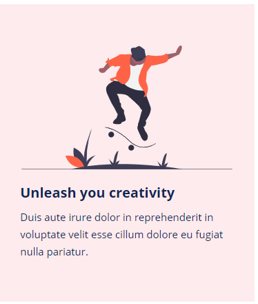 Unleash you creativity
Duis aute irure dolor in reprehenderit in
voluptate velit esse cillum dolore eu fugiat
nulla pariatur.